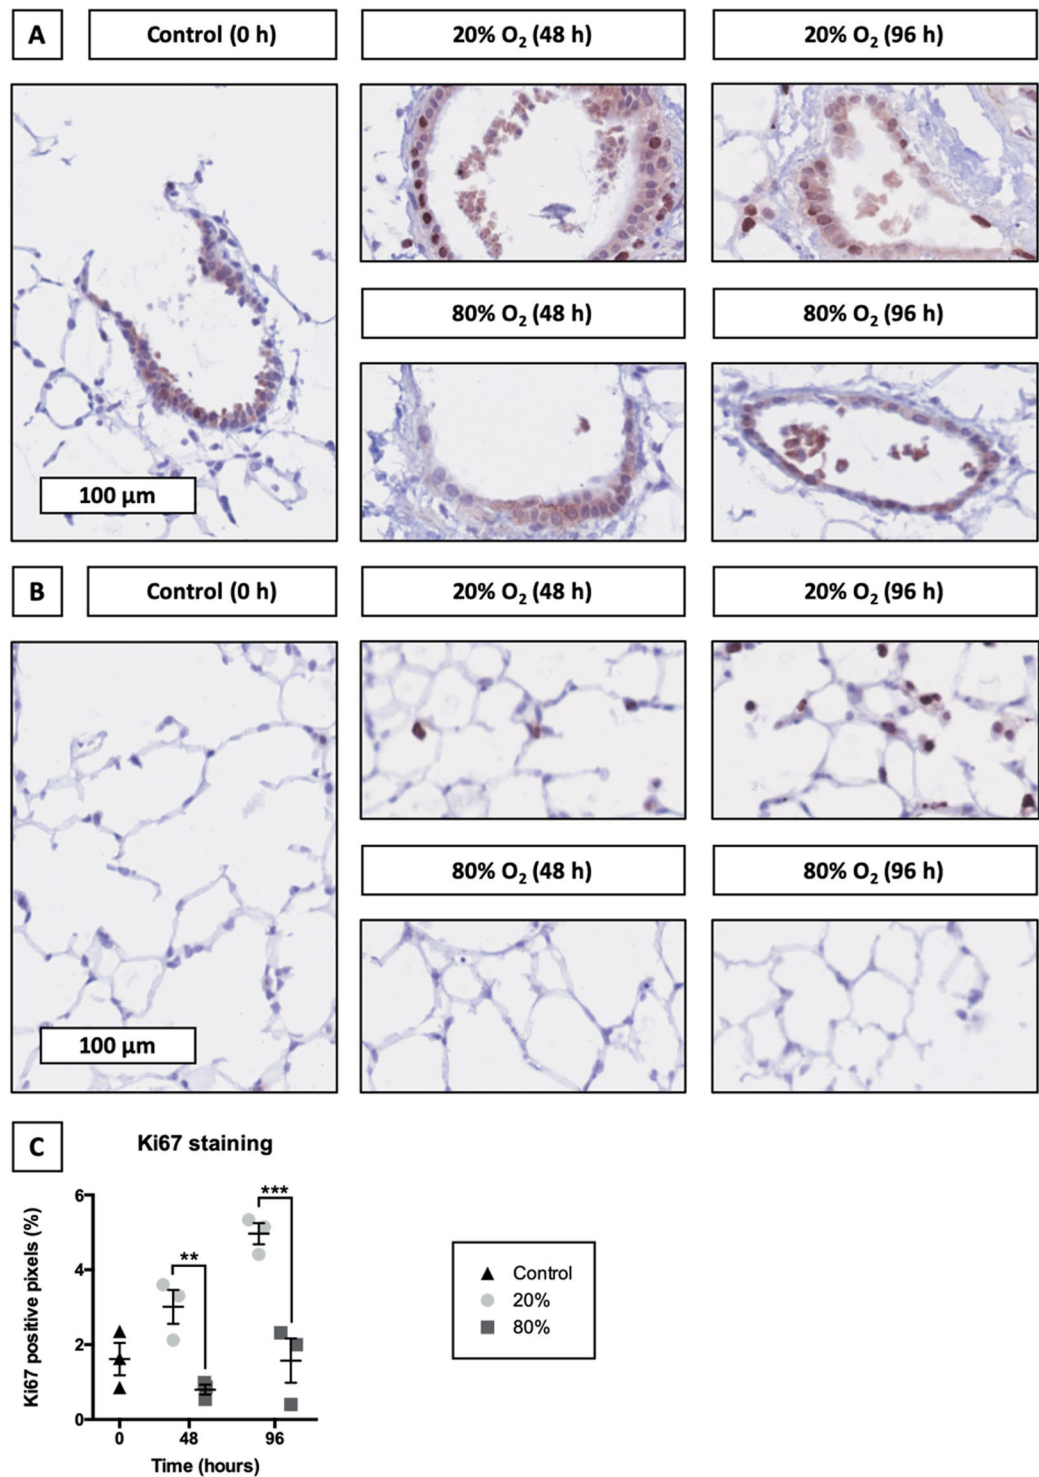 A
Control (0 h)
20% O₂ (48 h)
20% O₂ (96 h)
80% O₂ (48 h)
80% O₂ (96 h)
100 μm
B
Control (0 h)
20% O₂ (48 h)
20% O₂ (96 h)
80% O₂ (48 h)
80% O₂ (96 h)
100 μm
C
Ki67 staining
Ki67 positive pixels (%)
6
4
2
0
**
***
0
48
96
Time (hours)
Control
20%
80%